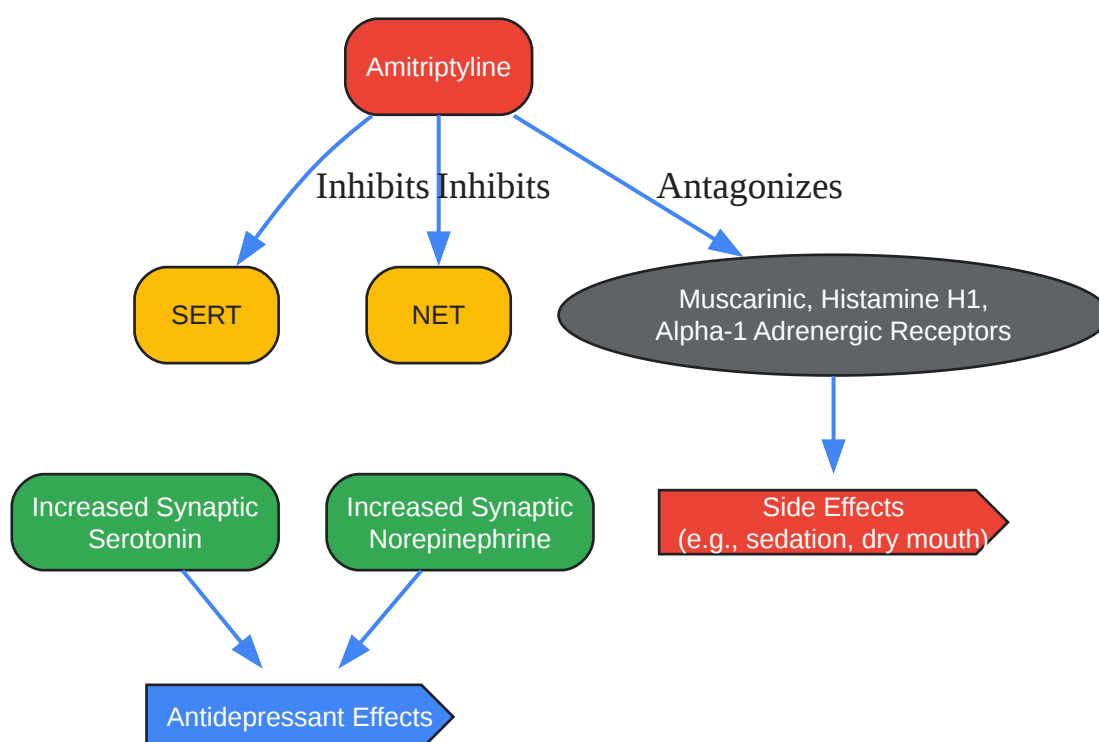 Amitriptyline
Inhibits
Inhibits
Antagonizes
SERT
NET
Muscarinic, Histamine H1,
Alpha-1 Adrenergic Receptors
Increased Synaptic
Serotonin
Increased Synaptic
Norepinephrine
Side Effects
(e.g., sedation, dry mouth)
Antidepressant Effects